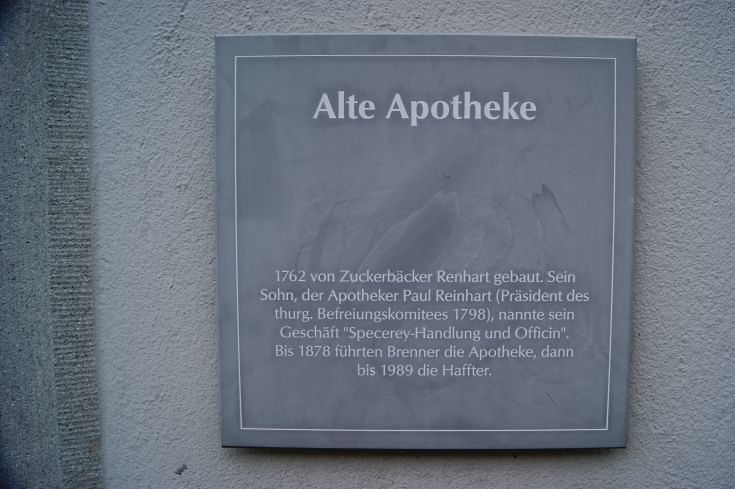 Alte Apotheke
1762 von Zuckerbäcker Renhart gebaut. Sein
Sohn, der Apotheker Paul Reinhart (Präsident des
thurg. Befreiungskomitees 1798), nannte sein
Geschäft "Specerey-Handlung und Officin".
Bis 1878 führten Brenner die Apotheke, dann
bis 1989 die Haffter.